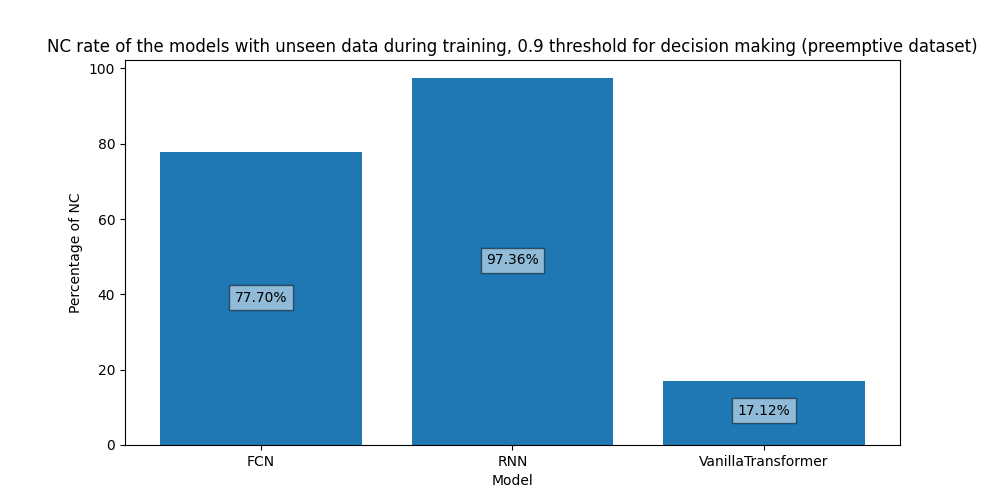 NC rate of the models with unseen data during training, 0.9 threshold for decision making (preemptive dataset)
100
80
60
40
20
0
Percentage of NC
77.70%
97.36%
17.12%
FCN
RNN
VanillaTransformer
Model